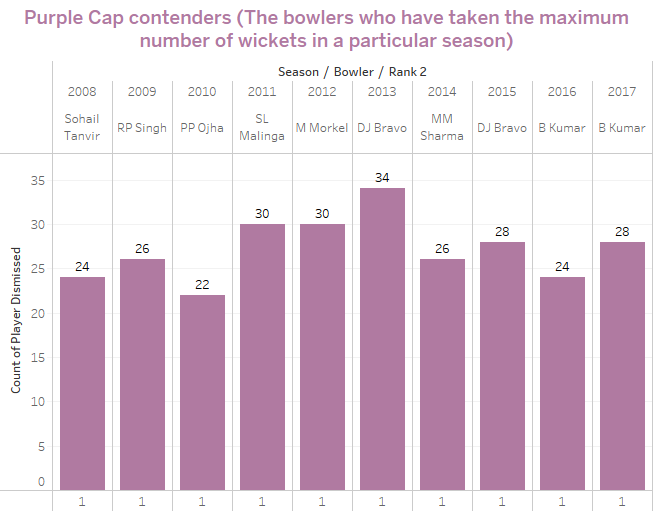 Purple Cap contenders (The bowlers who have taken the maximum
number of wickets in a particular season)
Season / Bowler / Rank 2
2008 2009 2010 2011 2012 2013 2014 2015 2016 2017
Sohail Tanvir RP Singh PP Ojha SL Malinga M Morkel DJ Bravo MM Sharma DJ Bravo B Kumar B Kumar
Count of Player Dismissed
35
30
25
20
15
10
5
0
24 26 22 30 30 34 26 28 24 28
1 1 1 1 1 1 1 1 1 1